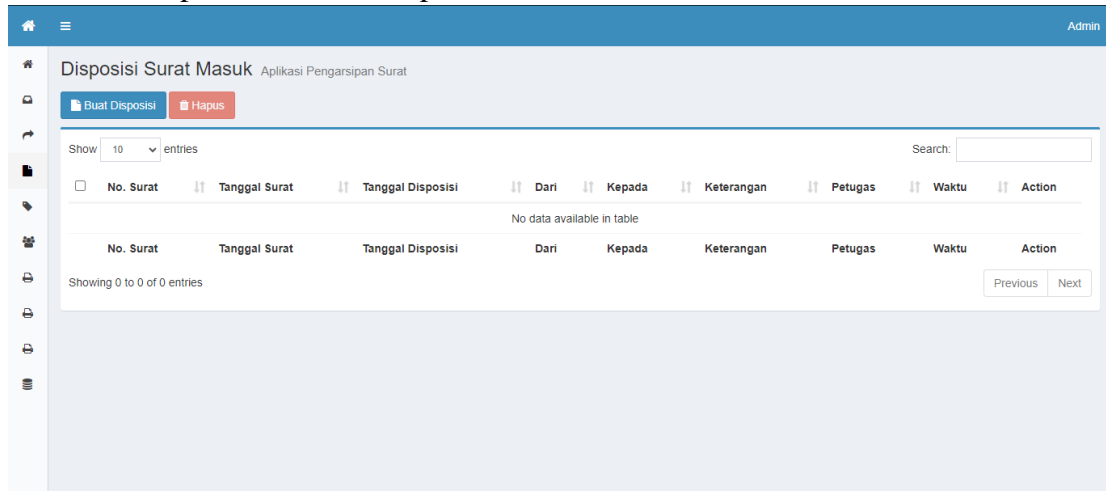 Admin
Disposisi Surat Masuk Aplikasi Pengarsipan Surat
Buat Disposisi Hapus
Show 10 entries Search:
No. Surat Tanggal Surat Tanggal Disposisi Dari Kepada Keterangan Petugas Waktu Action
No data available in table
No. Surat Tanggal Surat Tanggal Disposisi Dari Kepada Keterangan Petugas Waktu Action
Showing 0 to 0 of 0 entries Previous Next